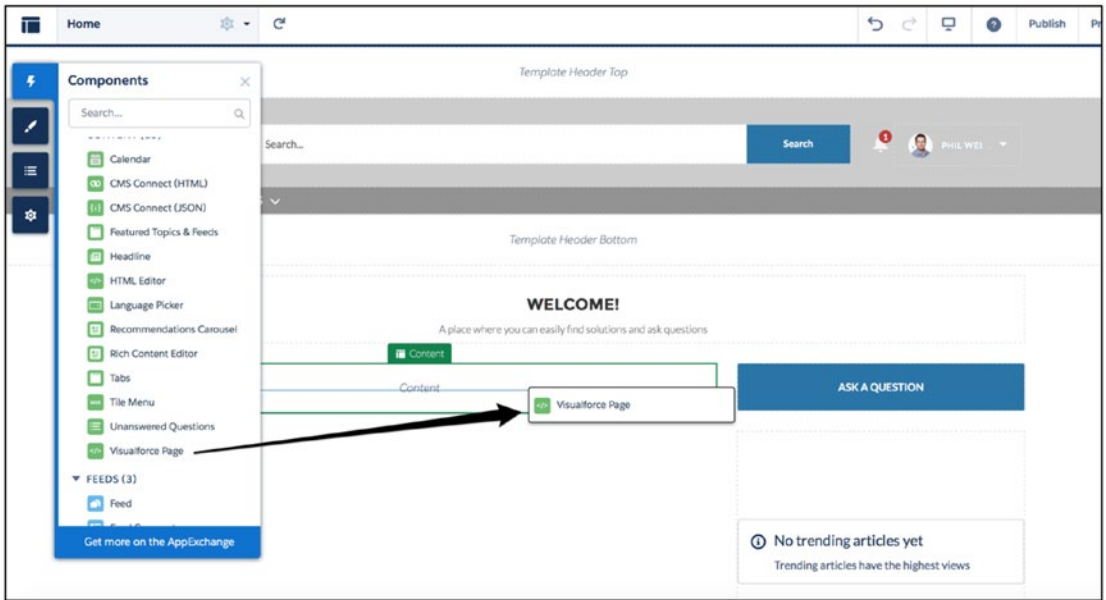 Home
Publish
Components
Template Header Top
Search...
Search...
Search
1
PHIL WEI
Calendar
CMS Connect (HTML)
CMS Connect (JSON)
Featured Topics & Feeds
Template Header Bottom
Headline
HTML Editor
Language Picker
WELCOME!
Recommendations Carousel
A place where you can easily find solutions and ask questions
Rich Content Editor
Content
Tabs
Content
ASK A QUESTION
Tile Menu
Visualforce Page
Unanswered Questions
Visualforce Page
FEEDS (3)
Feed
Get more on the AppExchange
No trending articles yet
Trending articles have the highest views